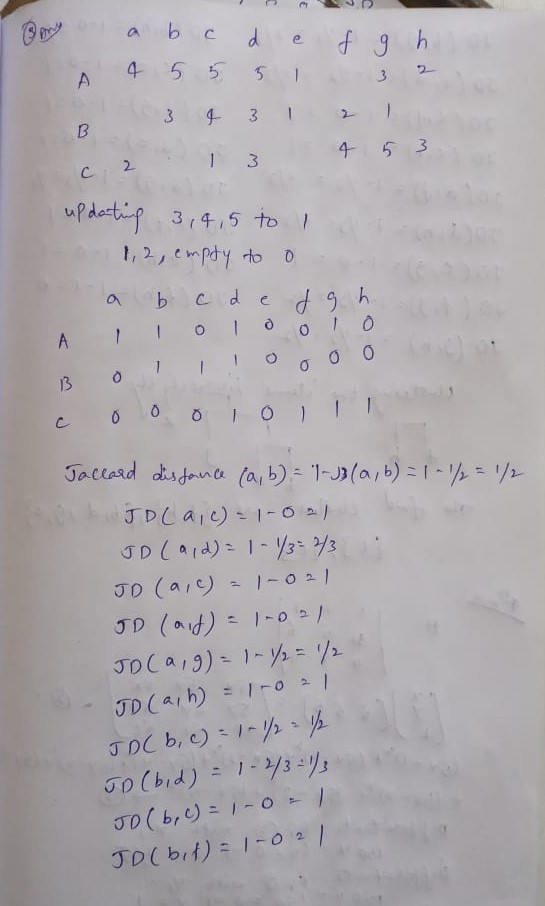 a b c d e f g h
A 4 5 5 5 1 3 2
B 3 4 3 1 2 1
C 2 1 3 4 5 3
updating 3,4,5 to 1
1,2, empty to 0
a b c d e f g h
A 1 1 0 1 0 0 1 0
B 0 1 1 1 0 0 0 0
C 0 0 0 1 0 1 1 1
Jaccard distance (a,b) = 1-JS(a,b) = 1-1/2 = 1/2
JD(a,c) = 1-0=1
JD(a,d) = 1-1/3=2/3
JD(a,c) = 1-0=1
JD(a,f) = 1-0=1
JD(a,g) = 1-1/2=1/2
JD(a,h) = 1-0=1
JD(b,c) = 1-1/2=1/2
JD(b,d) = 1-2/3=1/3
JD(b,c) = 1-0=1
JD(b,f) = 1-0=1